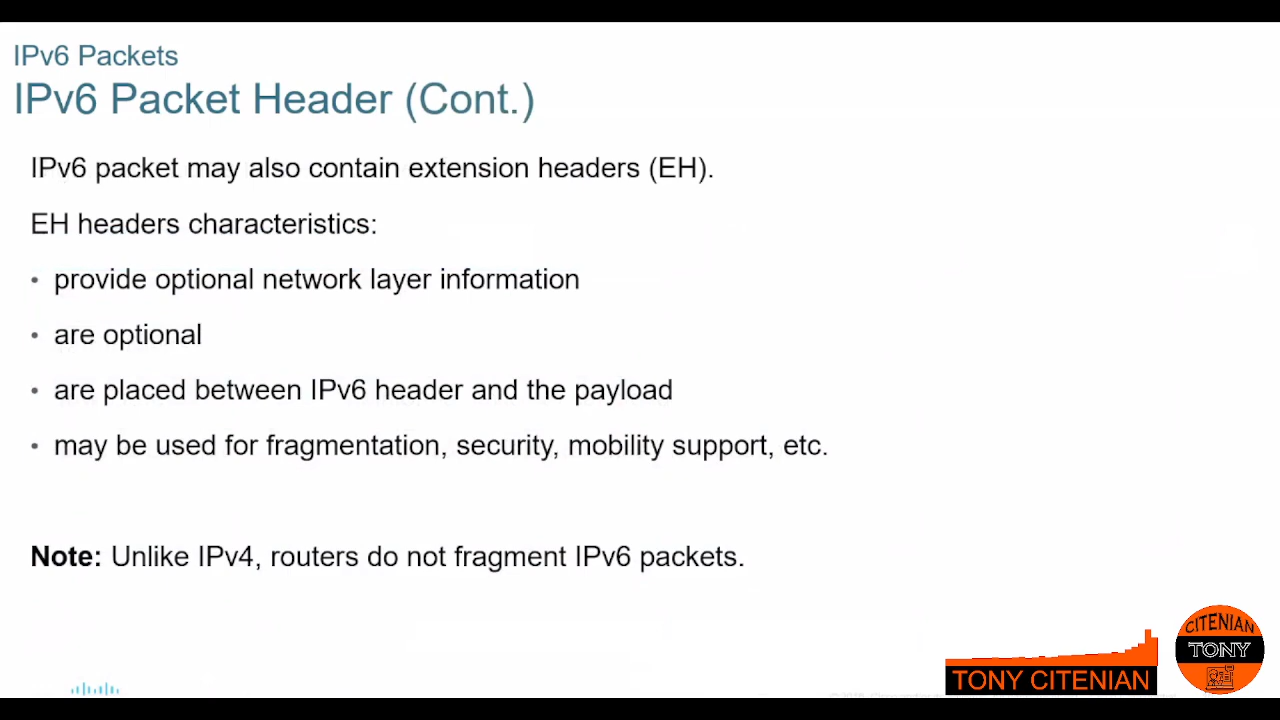 IPv6 Packets
IPv6 Packet Header (Cont.)
IPv6 packet may also contain extension headers (EH).
EH headers characteristics:
• provide optional network layer information
• are optional
• are placed between IPv6 header and the payload
• may be used for fragmentation, security, mobility support, etc.
Note: Unlike IPv4, routers do not fragment IPv6 packets.
TONY CITENIAN
CITENIAN
TONY